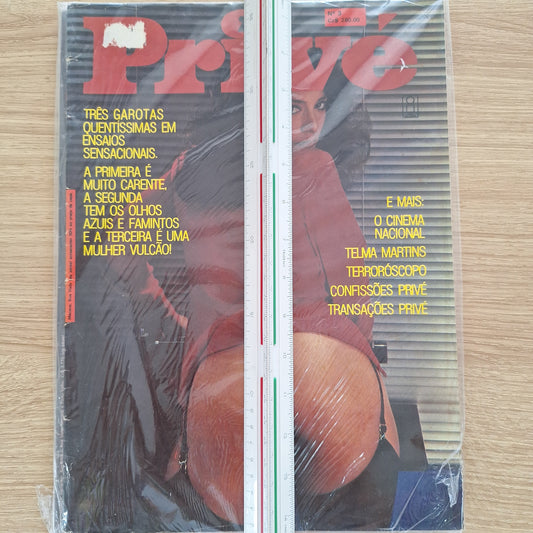 Privé
Nº 3
Cr$ 280,00
TRÊS GAROTAS
QUENTÍSSIMAS EM
ENSAIOS
SENSACIONAIS.
A PRIMEIRA É
MUITO CARENTE,
A SEGUNDA
TEM OS OLHOS
AZUIS E FAMINTOS
E A TERCEIRA É UMA
MULHER VULCÃO!
E MAIS:
O CINEMA
NACIONAL
TELMA MARTINS
TERRORÓSCOPO
CONFISSÕES PRIVÉ
TRANSAÇÕES PRIVÉ